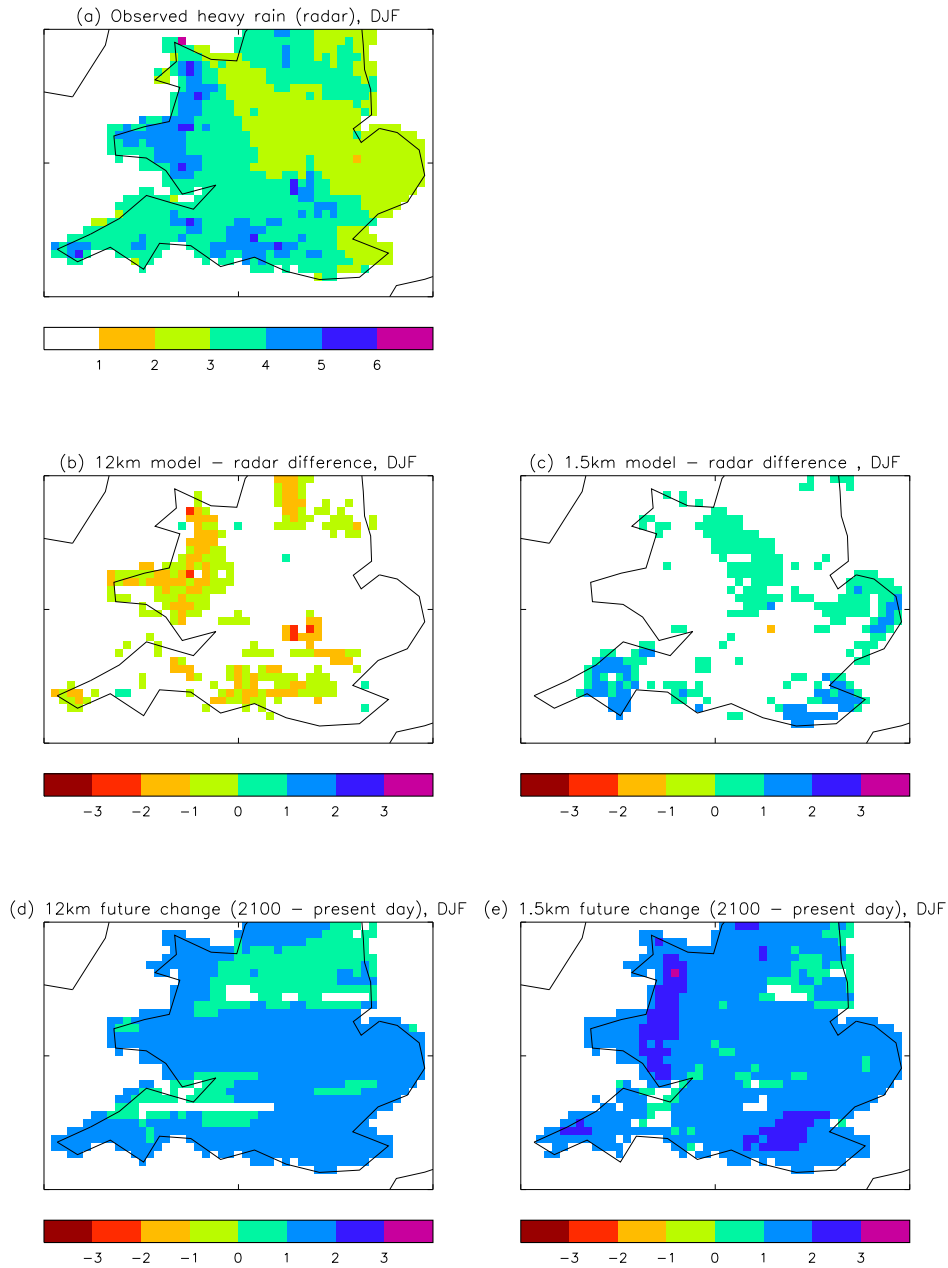 (a) Observed heavy rain (radar), DJF
1 2 3 4 5 6
(b) 12km model − radar difference, DJF
−3 −2 −1 0 1 2 3
(c) 1.5km model − radar difference , DJF
−3 −2 −1 0 1 2 3
(d) 12km future change (2100 − present day), DJF
−3 −2 −1 0 1 2 3
(e) 1.5km future change (2100 − present day), DJF
−3 −2 −1 0 1 2 3